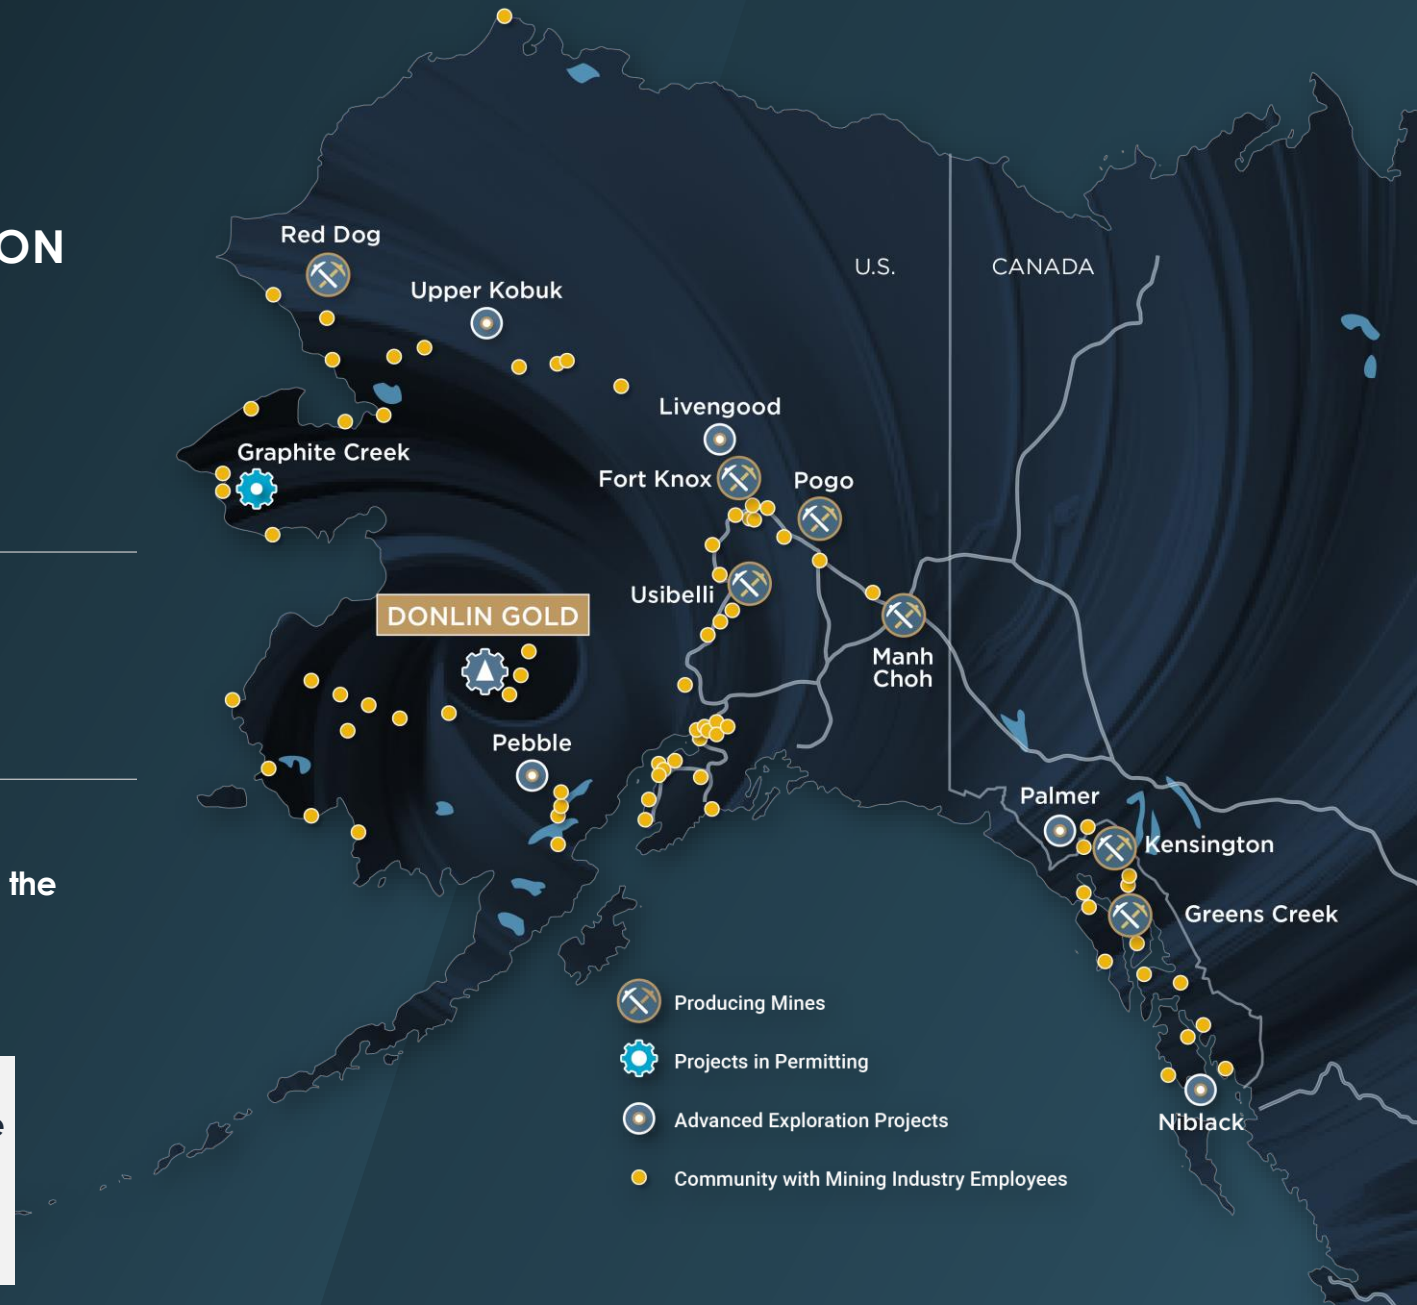 ON
the
e
Red Dog
Upper Kobuk
U.S.
CANADA
Livengood
Graphite Creek
Fort Knox
Pogo
Usibelli
DONLIN GOLD
Manh
Choh
Pebble
Palmer
Kensington
Greens Creek
Niblack
Producing Mines
Projects in Permitting
Advanced Exploration Projects
Community with Mining Industry Employees